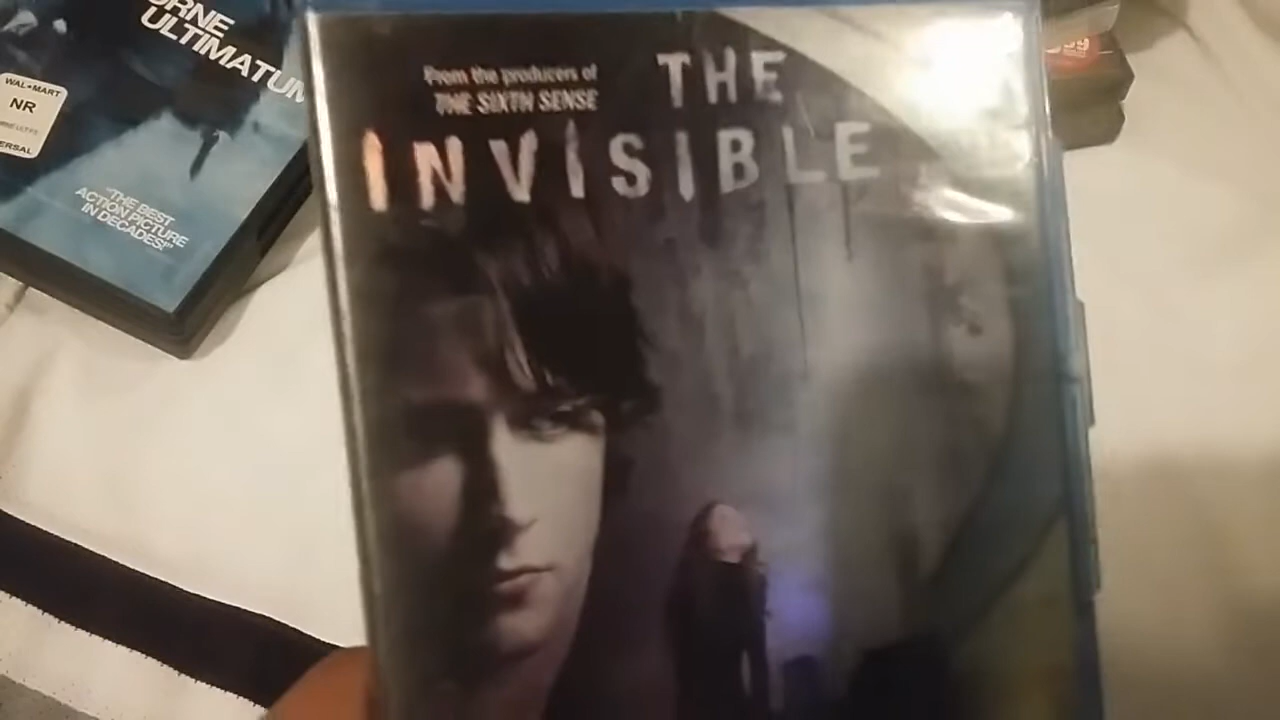 From the producers of
THE SIXTH SENSE
THE
INVISIBLE
ULTIMATUM
WAL★MART
NR
ERSAL
"THE BEST
ACTION PICTURE
IN DECADES!"